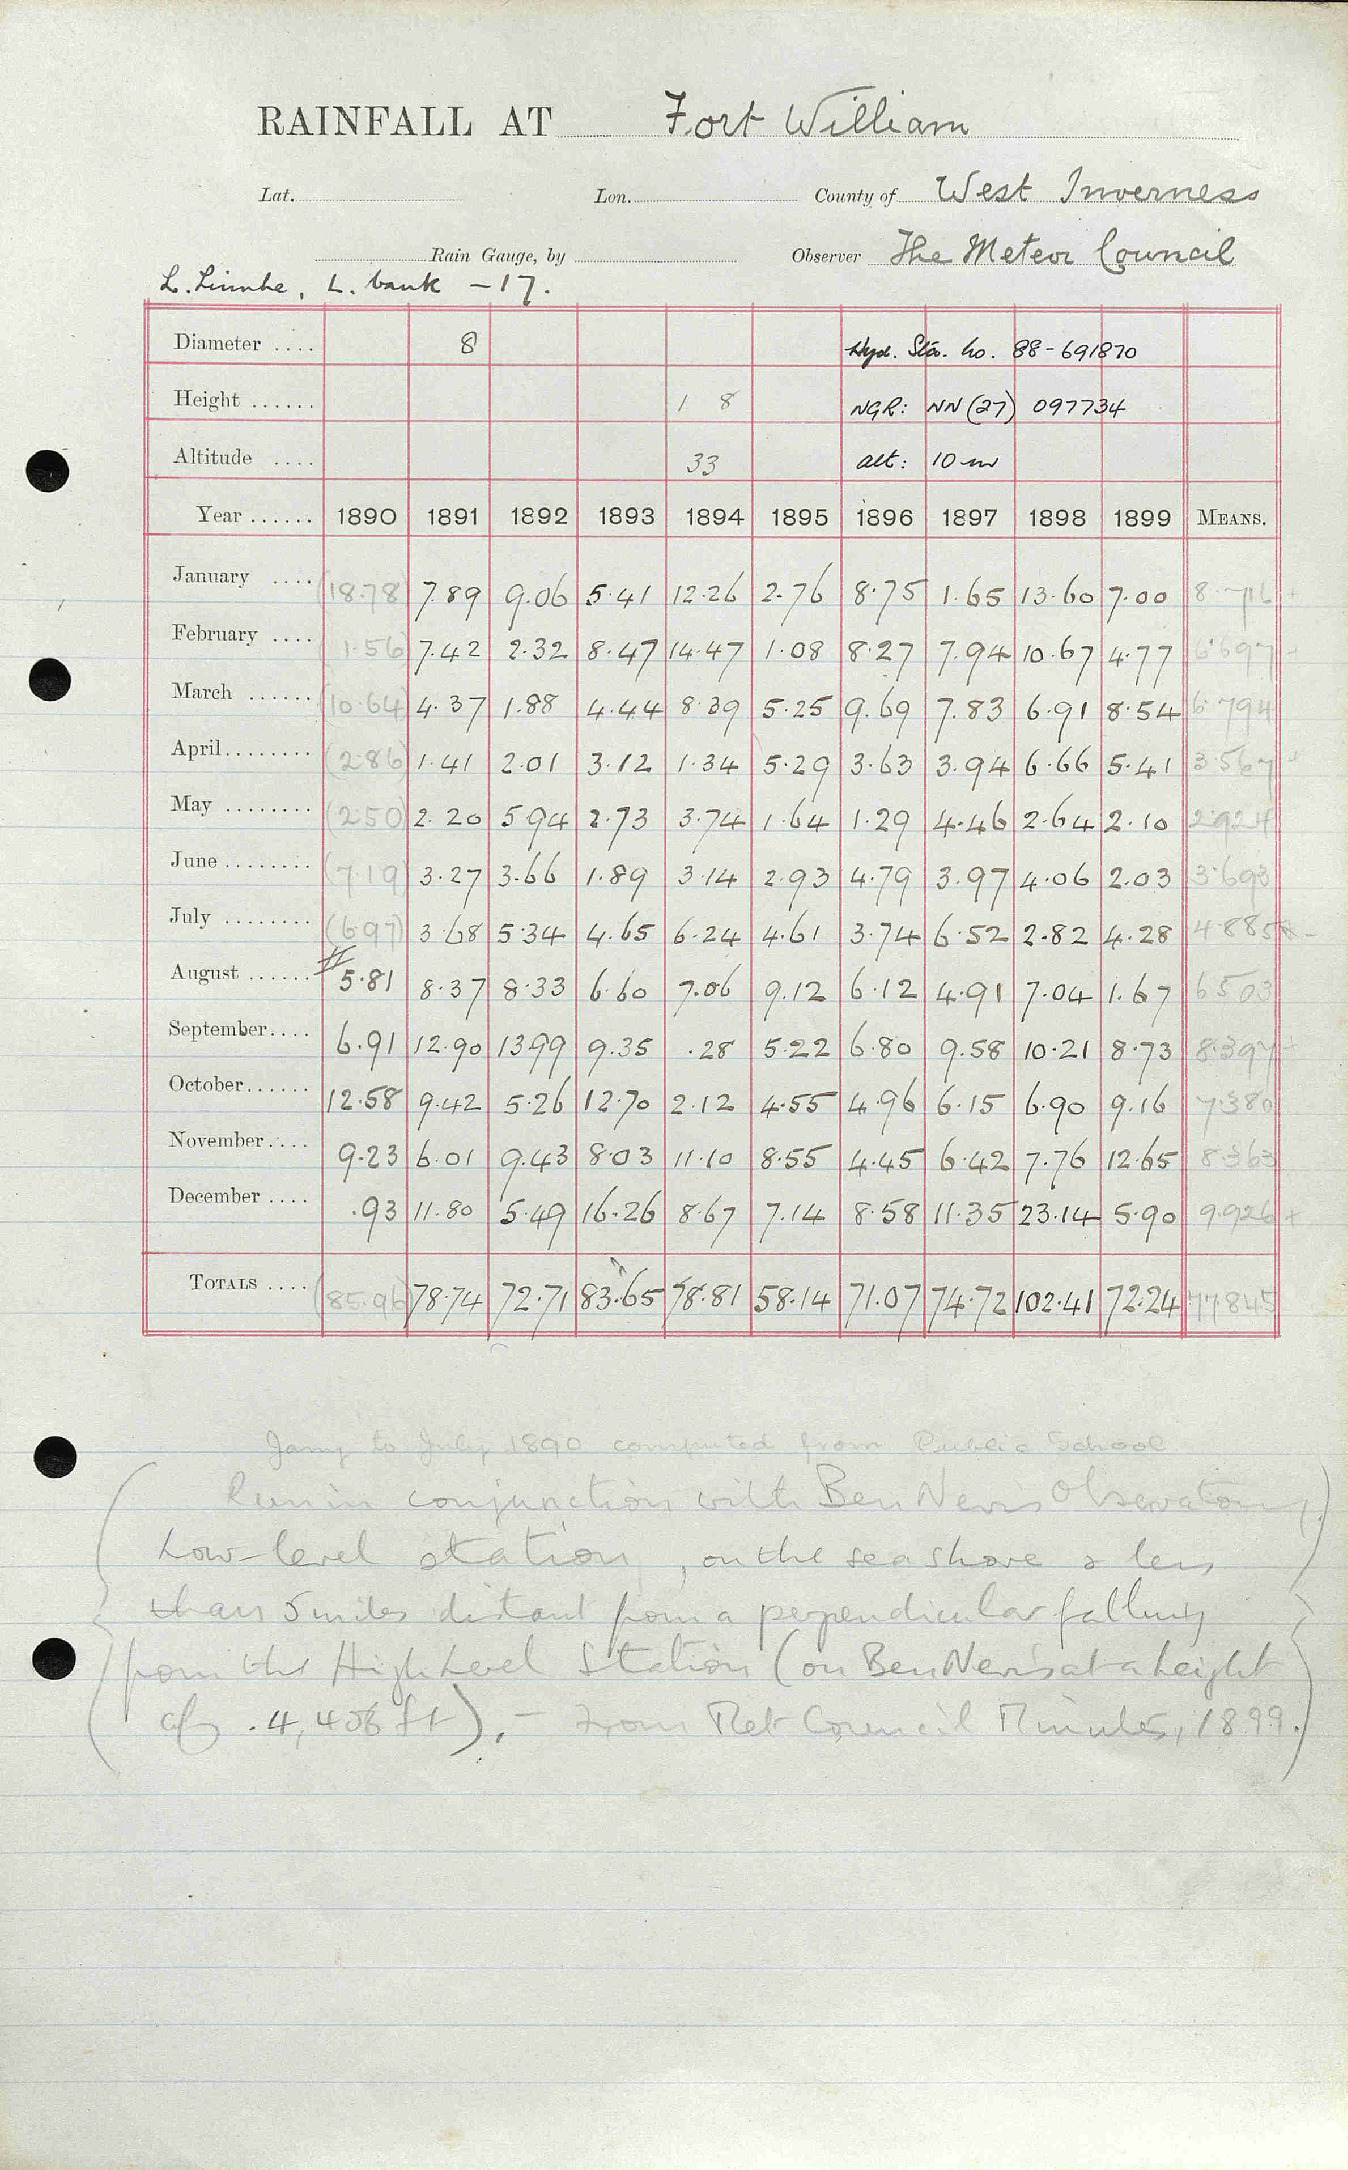 RAINFALL AT Fort William
Lat. Lon. County of West Inverness
Rain Gauge, by Observer The Meteor Council
L. Linnhe, L. bank -17.
Diameter .... 8 Hyd. Sta. No. 88-691870
Height ...... 1 8 NGR: NN (27) 097734
Altitude .... 33 alt: 10 m
Year ...... 1890 1891 1892 1893 1894 1895 1896 1897 1898 1899 MEANS.
January .... (18.78) 7.89 9.06 5.41 12.26 2.76 8.75 1.65 13.60 7.00 8.716 +
February .... (1.56) 7.42 2.32 8.47 14.47 1.08 8.27 7.94 10.67 4.77 6.697 -
March ...... (10.64) 4.37 1.88 4.44 8.39 5.25 9.69 7.83 6.91 8.54 6.794
April ........ (2.86) 1.41 2.01 3.12 1.34 5.29 3.63 3.94 6.66 5.41 3.567 +
May ........ (2.50) 2.20 5.94 2.73 3.74 1.64 1.29 4.46 2.64 2.10 2.924
June ........ (7.19) 3.27 3.66 1.89 3.14 2.93 4.79 3.97 4.06 2.03 3.693
July ........ (6.97) 3.68 5.34 4.65 6.24 4.61 3.74 6.52 2.82 4.28 4.885
August ...... # 5.81 8.37 8.33 6.60 7.06 9.12 6.12 4.91 7.04 1.67 6.503
September.... 6.91 12.90 13.99 9.35 .28 5.22 6.80 9.58 10.21 8.73 8.397 +
October...... 12.58 9.42 5.26 12.70 2.12 4.55 4.96 6.15 6.90 9.16 7.380
November.... 9.23 6.01 9.43 8.03 11.10 8.55 4.45 6.42 7.76 12.65 8.363
December .... .93 11.80 5.49 16.26 8.67 7.14 8.58 11.35 23.14 5.90 9.926 +
TOTALS .... (85.96) 78.74 72.71 83.65 78.81 58.14 71.07 74.72 102.41 72.24 77.845
Jany to July 1890 computed from Public School
(Run in conjunction with Ben Nevis Observatory.
Low-level station, on the sea shore & less
than 5 miles distant from a perpendicular falling
from the High Level Station (on Ben Nevis at a height
of 4,406 ft). - From Met Council Minutes, 1899.)